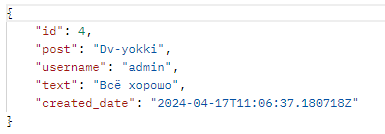 {
"id": 4,
"post": "Dv-yokki",
"username": "admin",
"text": "Всё хорошо",
"created_date": "2024-04-17T11:06:37.180718Z"
}